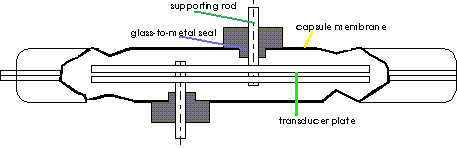 supporting rod
glass-to-metal seal
capsule membrane
transducer plate